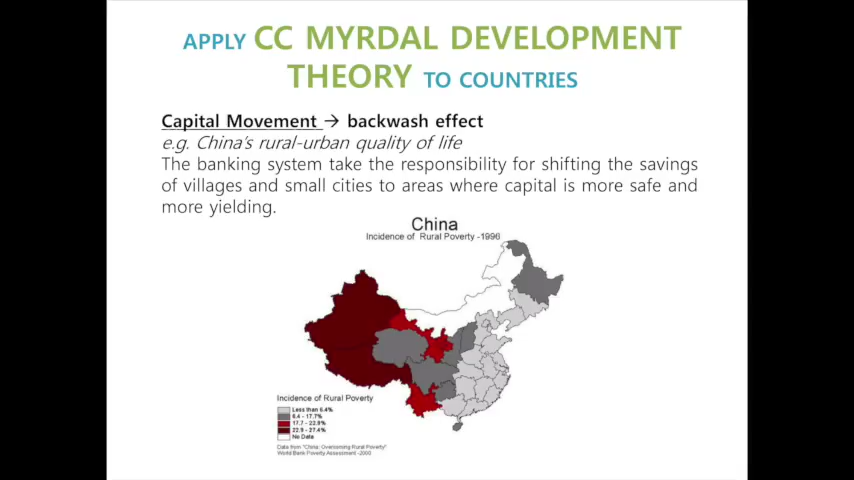 APPLY CC MYRDAL DEVELOPMENT
THEORY TO COUNTRIES
Capital Movement → backwash effect
e.g. China's rural-urban quality of life
The banking system take the responsibility for shifting the savings
of villages and small cities to areas where capital is more safe and
more yielding.
China
Incidence of Rural Poverty -1996
Incidence of Rural Poverty
Less than 6.4%
6.4 - 17.7%
17.7 - 22.9%
22.9 - 27.4%
No Data
Data from "China: Overcoming Rural Poverty"
World Bank Poverty Assessment -2000